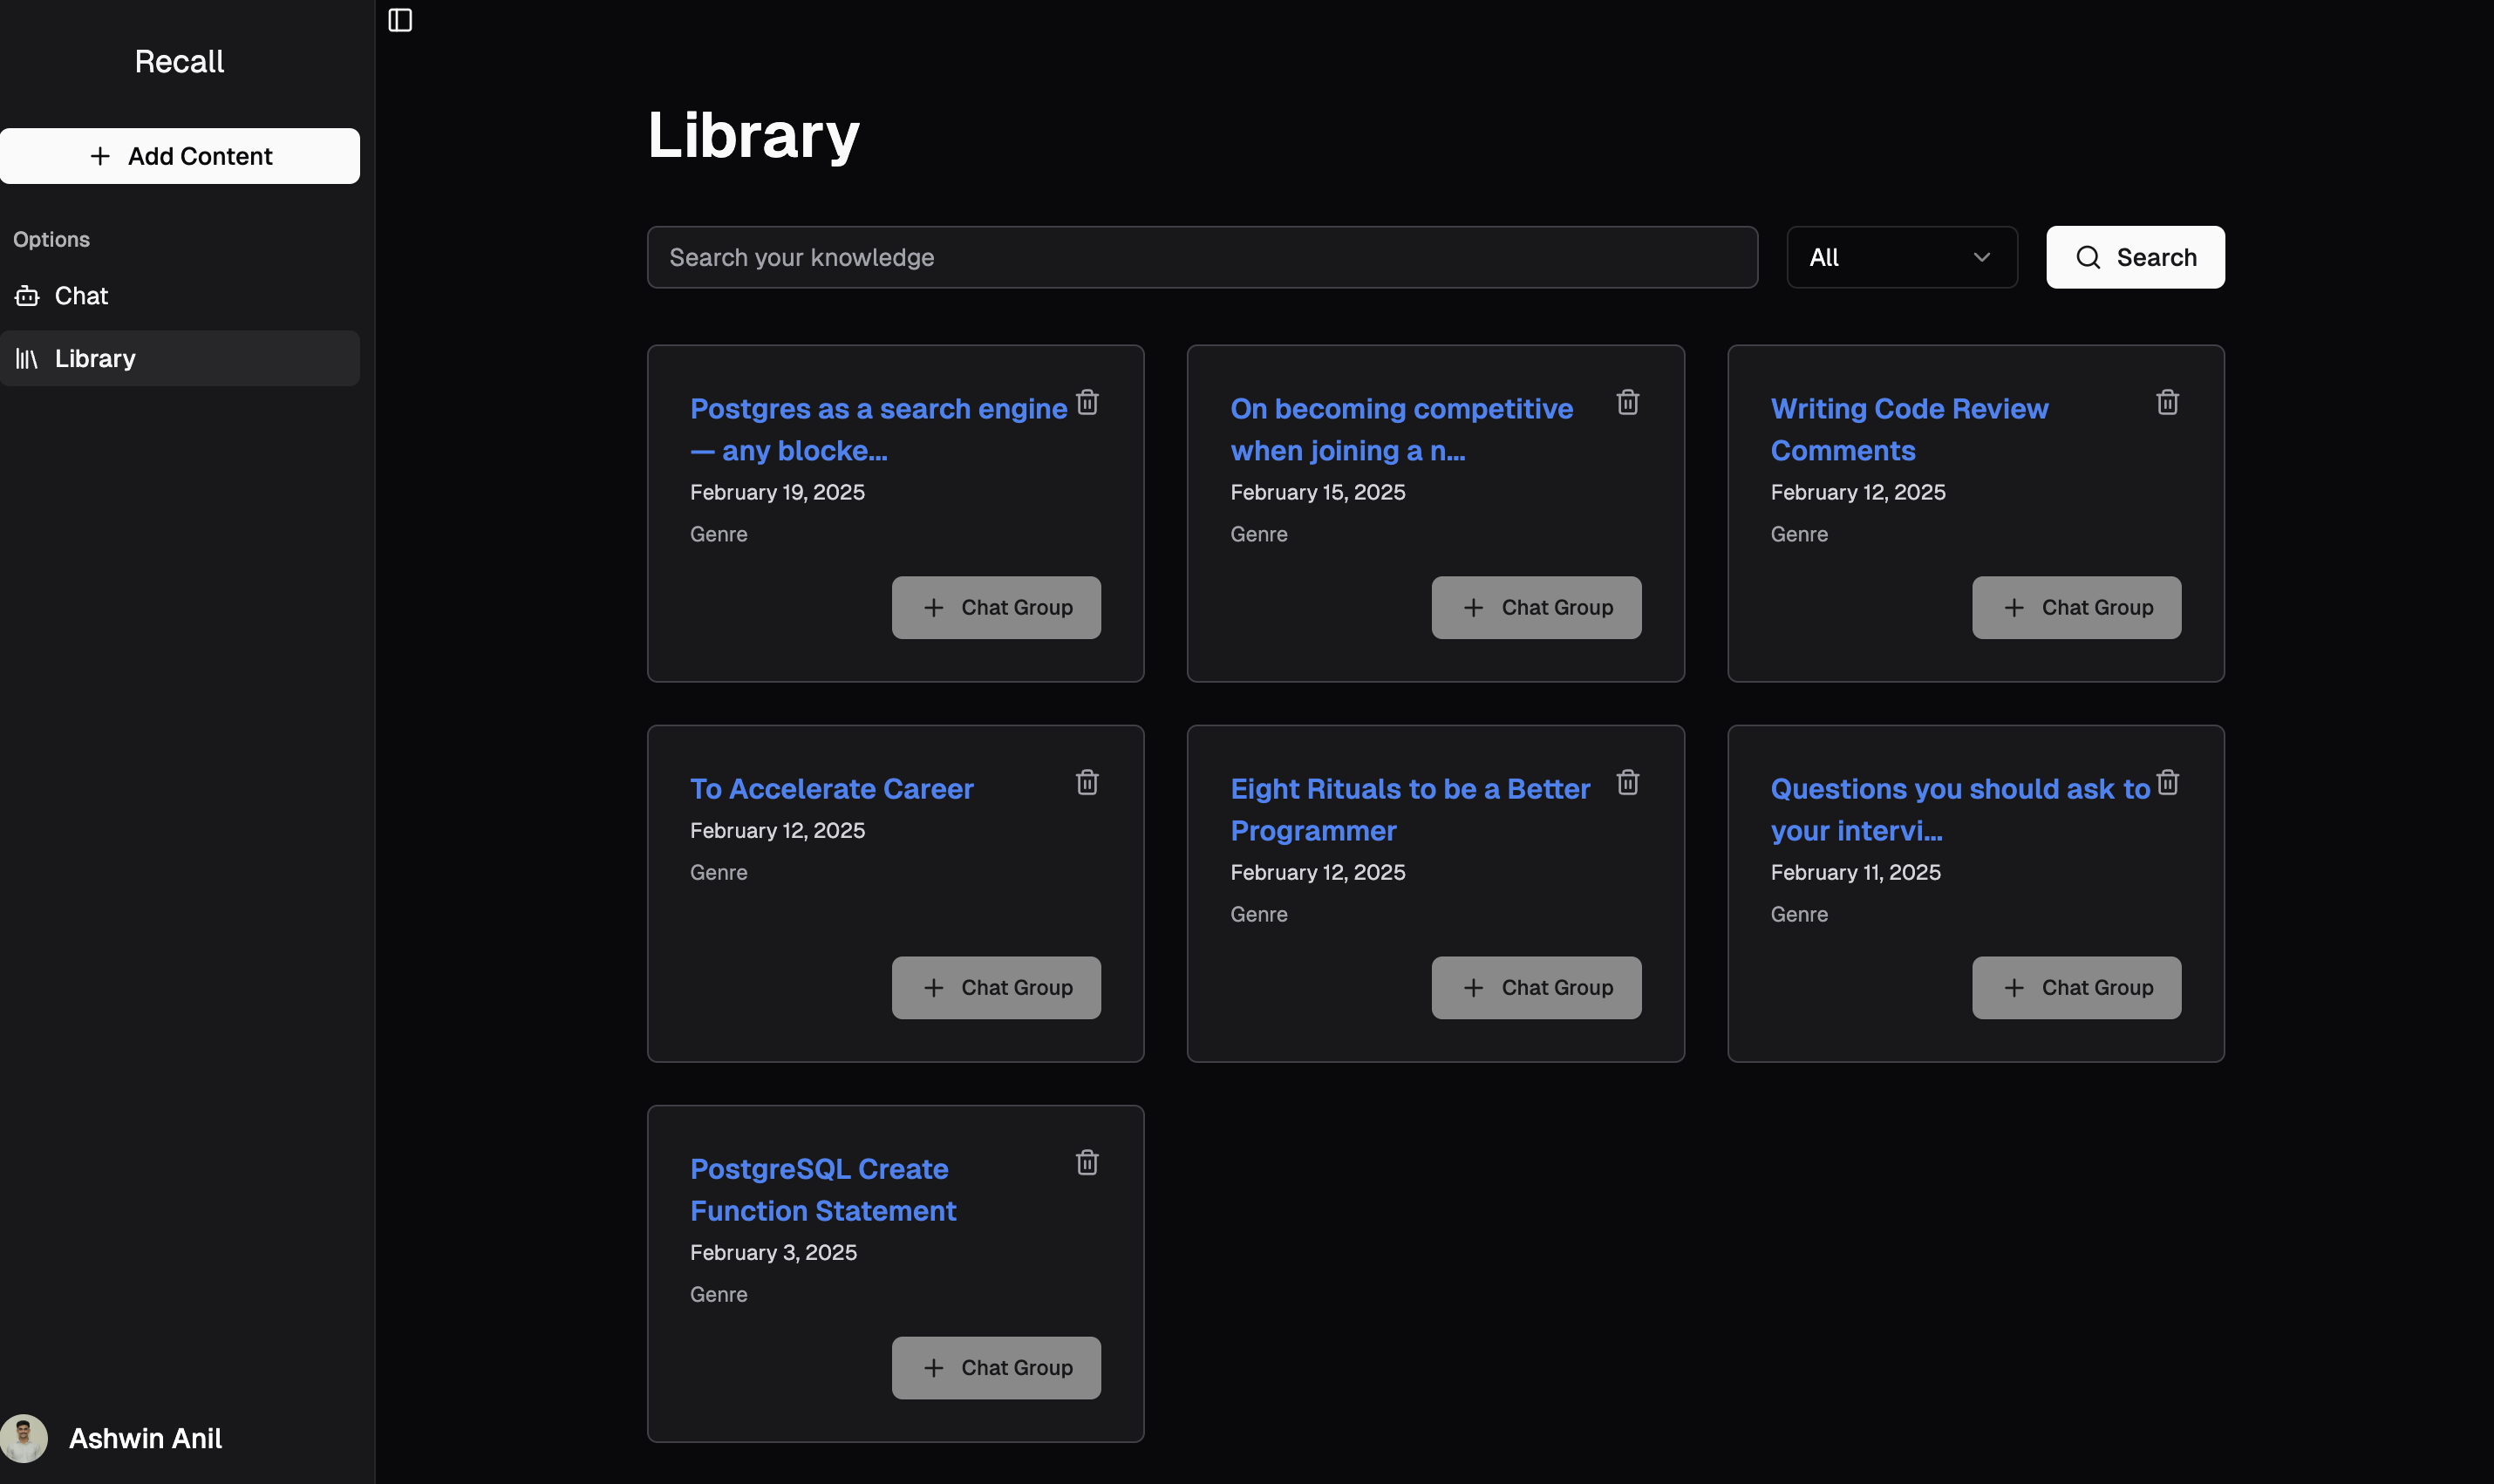 Recall
Add Content
Options
Chat
Library
Ashwin Anil
Library
Search your knowledge
All
Search
Postgres as a search engine
— any blocke...
February 19, 2025
Genre
Chat Group
On becoming competitive
when joining a n...
February 15, 2025
Genre
Chat Group
Writing Code Review
Comments
February 12, 2025
Genre
Chat Group
To Accelerate Career
February 12, 2025
Genre
Chat Group
Eight Rituals to be a Better
Programmer
February 12, 2025
Genre
Chat Group
Questions you should ask to
your intervi...
February 11, 2025
Genre
Chat Group
PostgreSQL Create
Function Statement
February 3, 2025
Genre
Chat Group